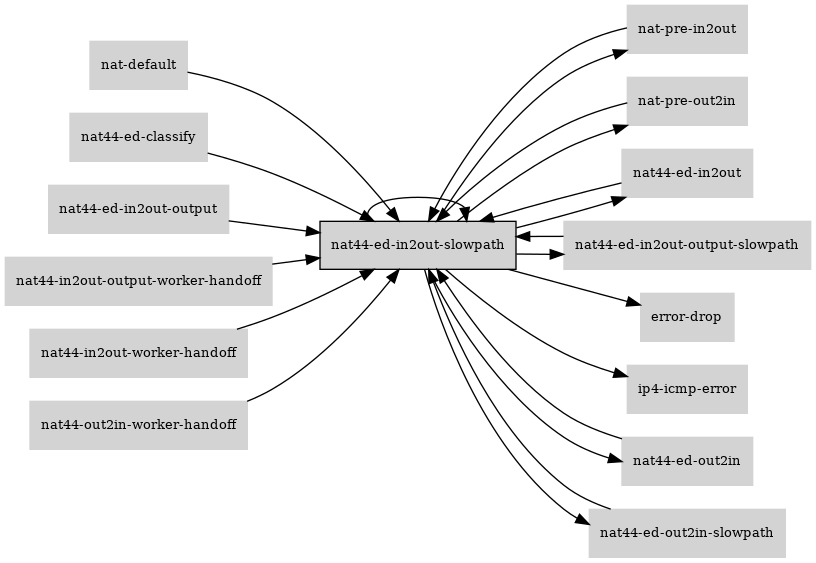 nat-default
nat44-ed-classify
nat44-ed-in2out-output
nat44-in2out-output-worker-handoff
nat44-in2out-worker-handoff
nat44-out2in-worker-handoff
nat44-ed-in2out-slowpath
nat-pre-in2out
nat-pre-out2in
nat44-ed-in2out
nat44-ed-in2out-output-slowpath
error-drop
ip4-icmp-error
nat44-ed-out2in
nat44-ed-out2in-slowpath